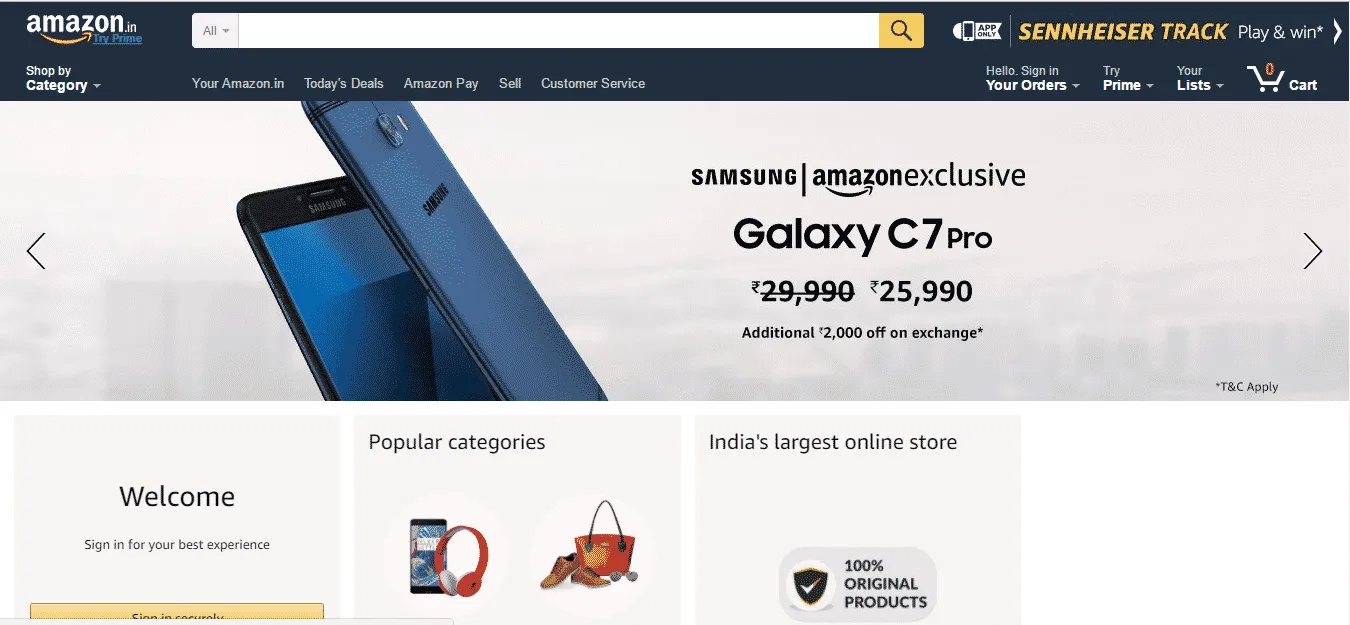 amazon.in
Try Prime
All
APP ONLY
SENNHEISER TRACK Play & win*
Shop by
Category
Your Amazon.in Today's Deals Amazon Pay Sell Customer Service
Hello. Sign in
Your Orders
Try
Prime
Your
Lists
0
Cart
SAMSUNG
SAMSUNG
SAMSUNG | amazonexclusive
Galaxy C7 Pro
₹29,990 ₹25,990
Additional ₹2,000 off on exchange*
*T&C Apply
Welcome
Sign in for your best experience
Sign in securely
Popular categories
India's largest online store
100%
ORIGINAL
PRODUCTS